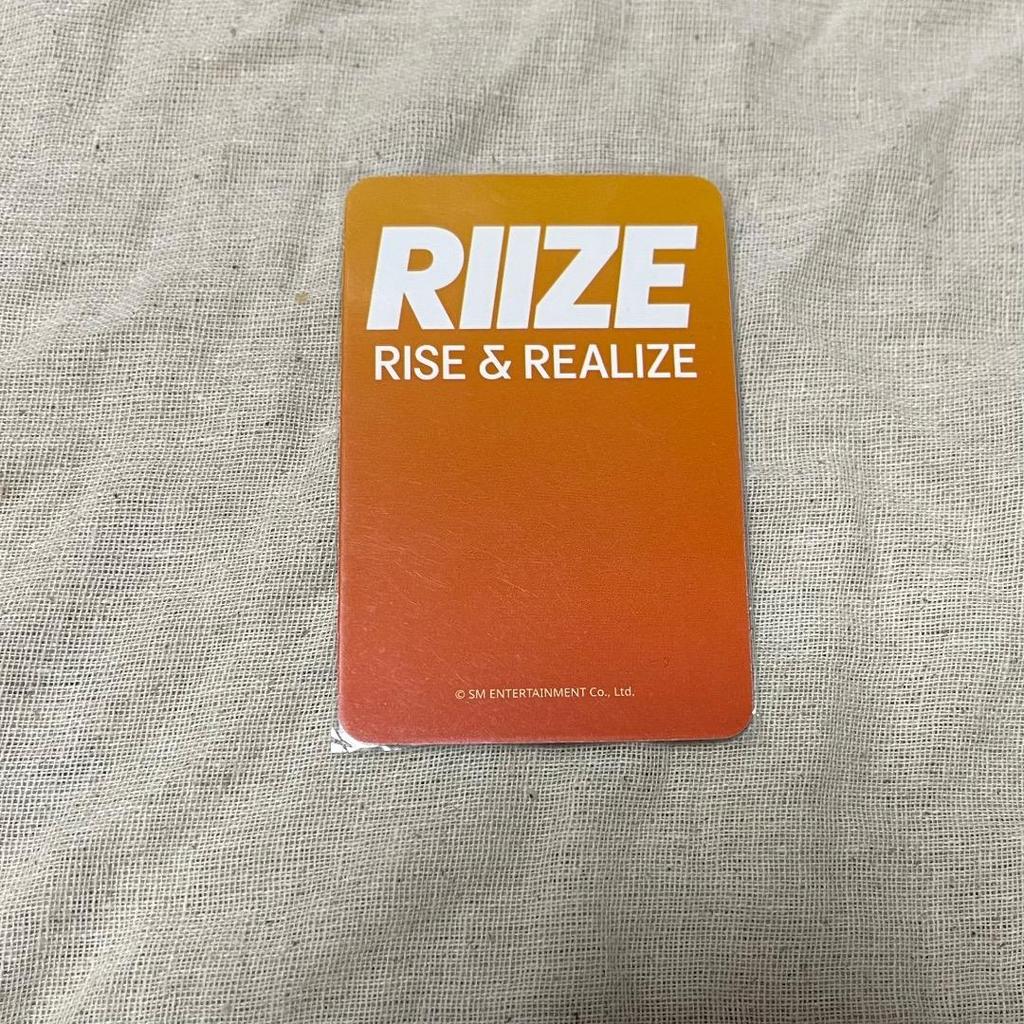 RIIZE
RISE & REALIZE
© SM ENTERTAINMENT Co., Ltd.